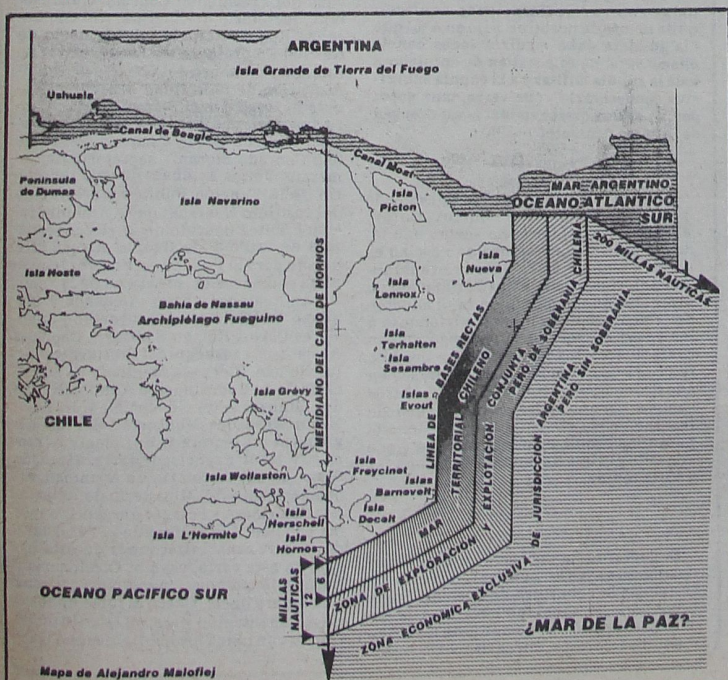 ARGENTINA
Isla Grande de Tierra del Fuego
Ushuaia
Canal de Beagle
Canal Moat
Península
de Dumas
Isla Navarino
Isla
Picton
MAR ARGENTINO
OCEANO ATLANTICO
SUR
200 MILLAS NAUTICAS
Isla Hoste
Isla
Nueva
Isla
Lennox
Bahia de Nassau
Archipiélago Fueguino
MERIDIANO DEL CABO DE HORNOS
Isla
Terhalten
Isla
Sesambre
Islas
Evout
Isla Grévy
CHILE
LINEA DE BASES RECTAS
MAR TERRITORIAL CHILENO
ZONA DE EXPLORACION Y EXPLOTACION CONJUNTA
PERO DE SOBERANIA CHILENA
ZONA ECONOMICA EXCLUSIVA DE JURISDICCION ARGENTINA
PERO SIN SOBERANIA
Isla Wollaston
Isla
Freycinet
Islas
Barnevelt
Isla
Herschell
Isla
Deceit
Isla L'Hermite
Isla
Hornos
MILLAS
NAUTICAS
12 6
OCEANO PACIFICO SUR
¿MAR DE LA PAZ?
Mapa de Alejandro Malofiej